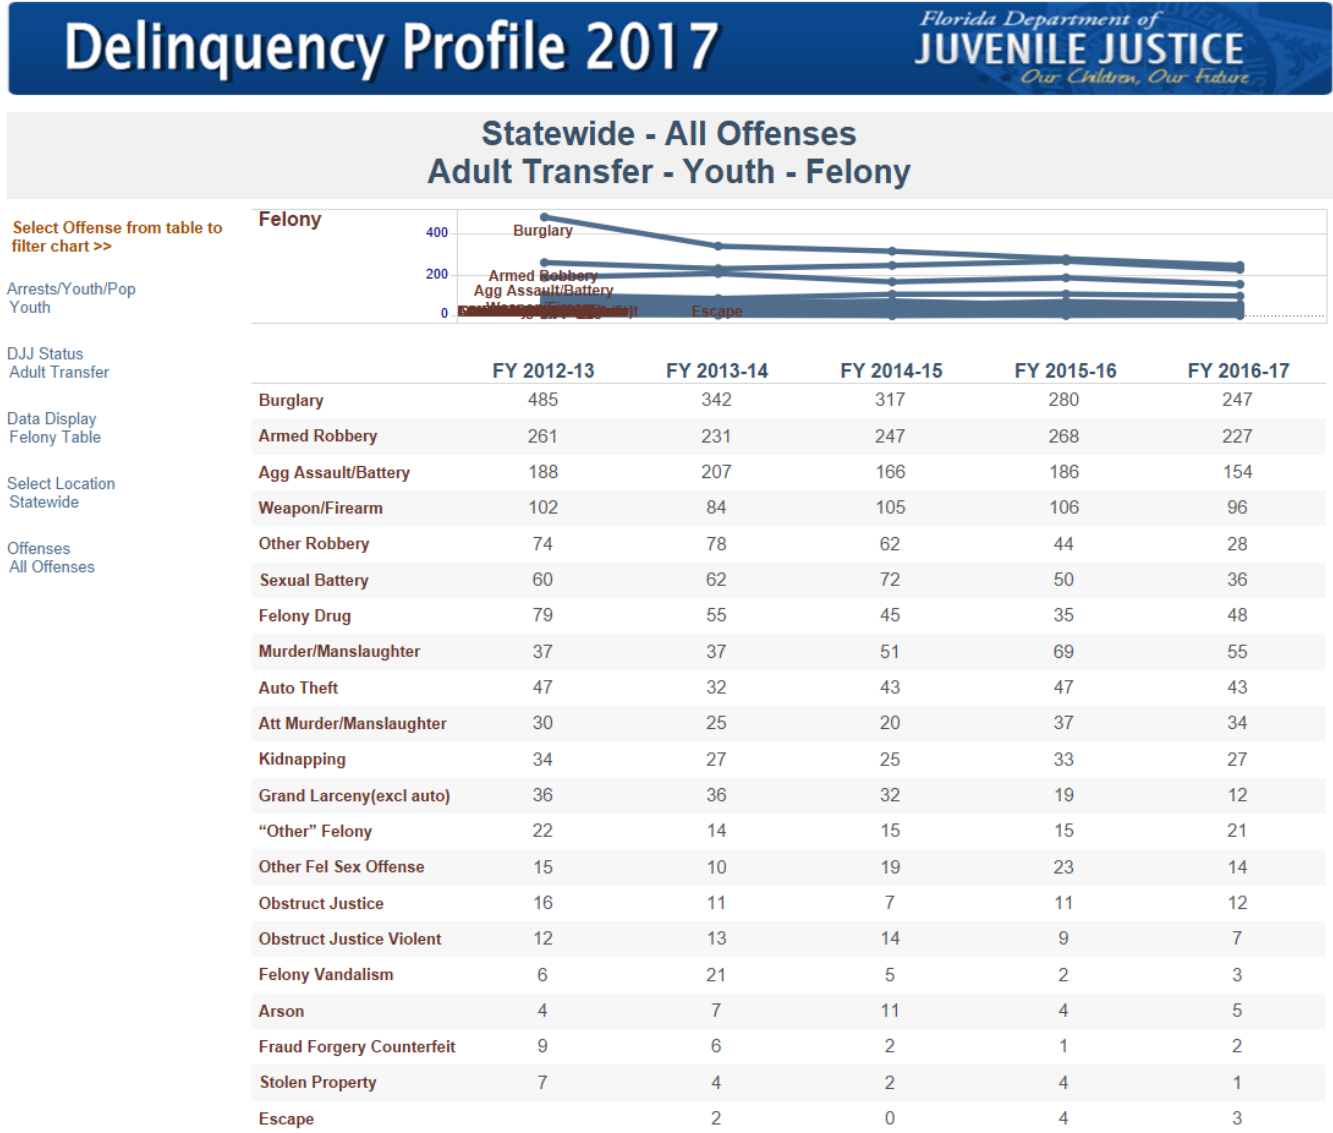 Delinquency Profile 2017
Florida Department of
JUVENILE JUSTICE
Our Children, Our Future
Statewide - All Offenses
Adult Transfer - Youth - Felony
Select Offense from table to
filter chart >>
Arrests/Youth/Pop
Youth
DJJ Status
Adult Transfer
Data Display
Felony Table
Select Location
Statewide
Offenses
All Offenses
Felony
400
200
0
Burglary
Armed Robbery
Agg Assault/Battery
Weapon/Firearm
Escape
FY 2012-13 FY 2013-14 FY 2014-15 FY 2015-16 FY 2016-17
Burglary 485 342 317 280 247
Armed Robbery 261 231 247 268 227
Agg Assault/Battery 188 207 166 186 154
Weapon/Firearm 102 84 105 106 96
Other Robbery 74 78 62 44 28
Sexual Battery 60 62 72 50 36
Felony Drug 79 55 45 35 48
Murder/Manslaughter 37 37 51 69 55
Auto Theft 47 32 43 47 43
Att Murder/Manslaughter 30 25 20 37 34
Kidnapping 34 27 25 33 27
Grand Larceny(excl auto) 36 36 32 19 12
“Other” Felony 22 14 15 15 21
Other Fel Sex Offense 15 10 19 23 14
Obstruct Justice 16 11 7 11 12
Obstruct Justice Violent 12 13 14 9 7
Felony Vandalism 6 21 5 2 3
Arson 4 7 11 4 5
Fraud Forgery Counterfeit 9 6 2 1 2
Stolen Property 7 4 2 4 1
Escape 2 0 4 3